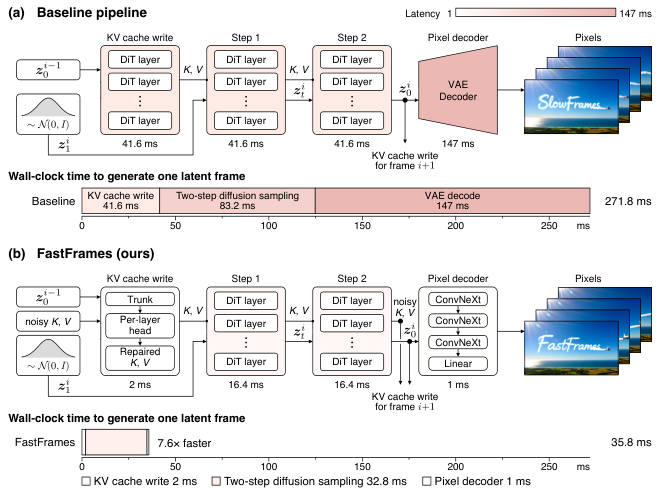 (a) Baseline pipeline
Latency 1 147 ms
KV cache write
Step 1
Step 2
Pixel decoder
Pixels
z_0^{i−1}
DiT layer
DiT layer
⋮
DiT layer
K, V
DiT layer
DiT layer
⋮
DiT layer
K, V
z_t^i
DiT layer
DiT layer
⋮
DiT layer
z_0^i
VAE
Decoder
SlowFrames
∼ N(0, I)
z_1^i
41.6 ms
41.6 ms
41.6 ms
147 ms
KV cache write
for frame i+1
Wall-clock time to generate one latent frame
Baseline
KV cache write
41.6 ms
Two-step diffusion sampling
83.2 ms
VAE decode
147 ms
271.8 ms
0 50 100 150 200 250 ms
(b) FastFrames (ours)
KV cache write
Step 1
Step 2
Pixel decoder
Pixels
z_0^{i−1}
noisy K, V
∼ N(0, I)
z_1^i
Trunk
Per-layer
head
Repaired
K, V
K, V
DiT layer
DiT layer
⋮
DiT layer
K, V
z_t^i
DiT layer
DiT layer
⋮
DiT layer
noisy
K, V
z_0^i
ConvNeXt
ConvNeXt
ConvNeXt
Linear
FastFrames
2 ms
16.4 ms
16.4 ms
1 ms
KV cache write
for frame i+1
Wall-clock time to generate one latent frame
FastFrames
7.6× faster
35.8 ms
0 50 100 150 200 250 ms
KV cache write 2 ms Two-step diffusion sampling 32.8 ms Pixel decoder 1 ms